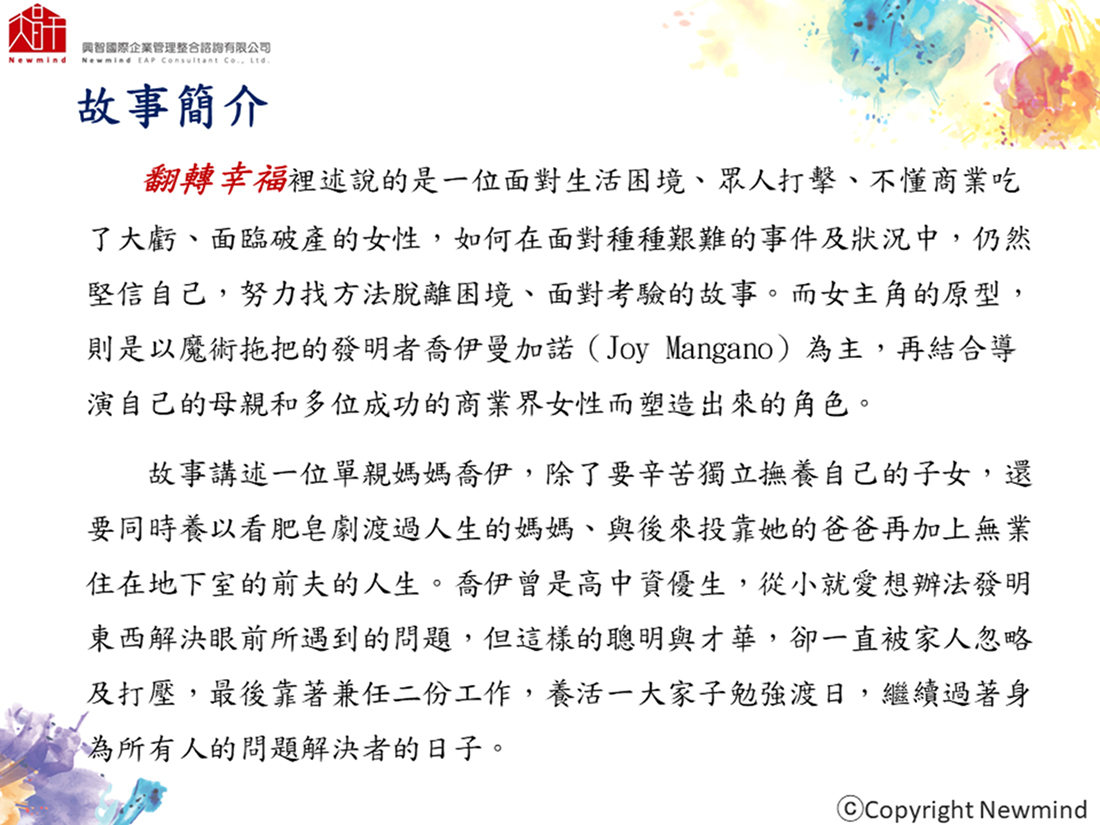 興智國際企業管理整合諮詢有限公司
Newmind
Newmind EAP Consultant Co., Ltd.
故事簡介
翻轉幸福裡述說的是一位面對生活困境、眾人打擊、不懂商業吃
了大虧、面臨破產的女性，如何在面對種種艱難的事件及狀況中，仍然
堅信自己，努力找方法脫離困境、面對考驗的故事。而女主角的原型，
則是以魔術拖把的發明者喬伊曼加諾（Joy Mangano）為主，再結合導
演自己的母親和多位成功的商業界女性而塑造出來的角色。
故事講述一位單親媽媽喬伊，除了要辛苦獨立撫養自己的子女，還
要同時養以看肥皂劇渡過人生的媽媽、與後來投靠她的爸爸再加上無業
住在地下室的前夫的人生。喬伊曾是高中資優生，從小就愛想辦法發明
東西解決眼前所遇到的問題，但這樣的聰明與才華，卻一直被家人忽略
及打壓，最後靠著兼任二份工作，養活一大家子勉強渡日，繼續過著身
為所有人的問題解決者的日子。
©Copyright Newmind